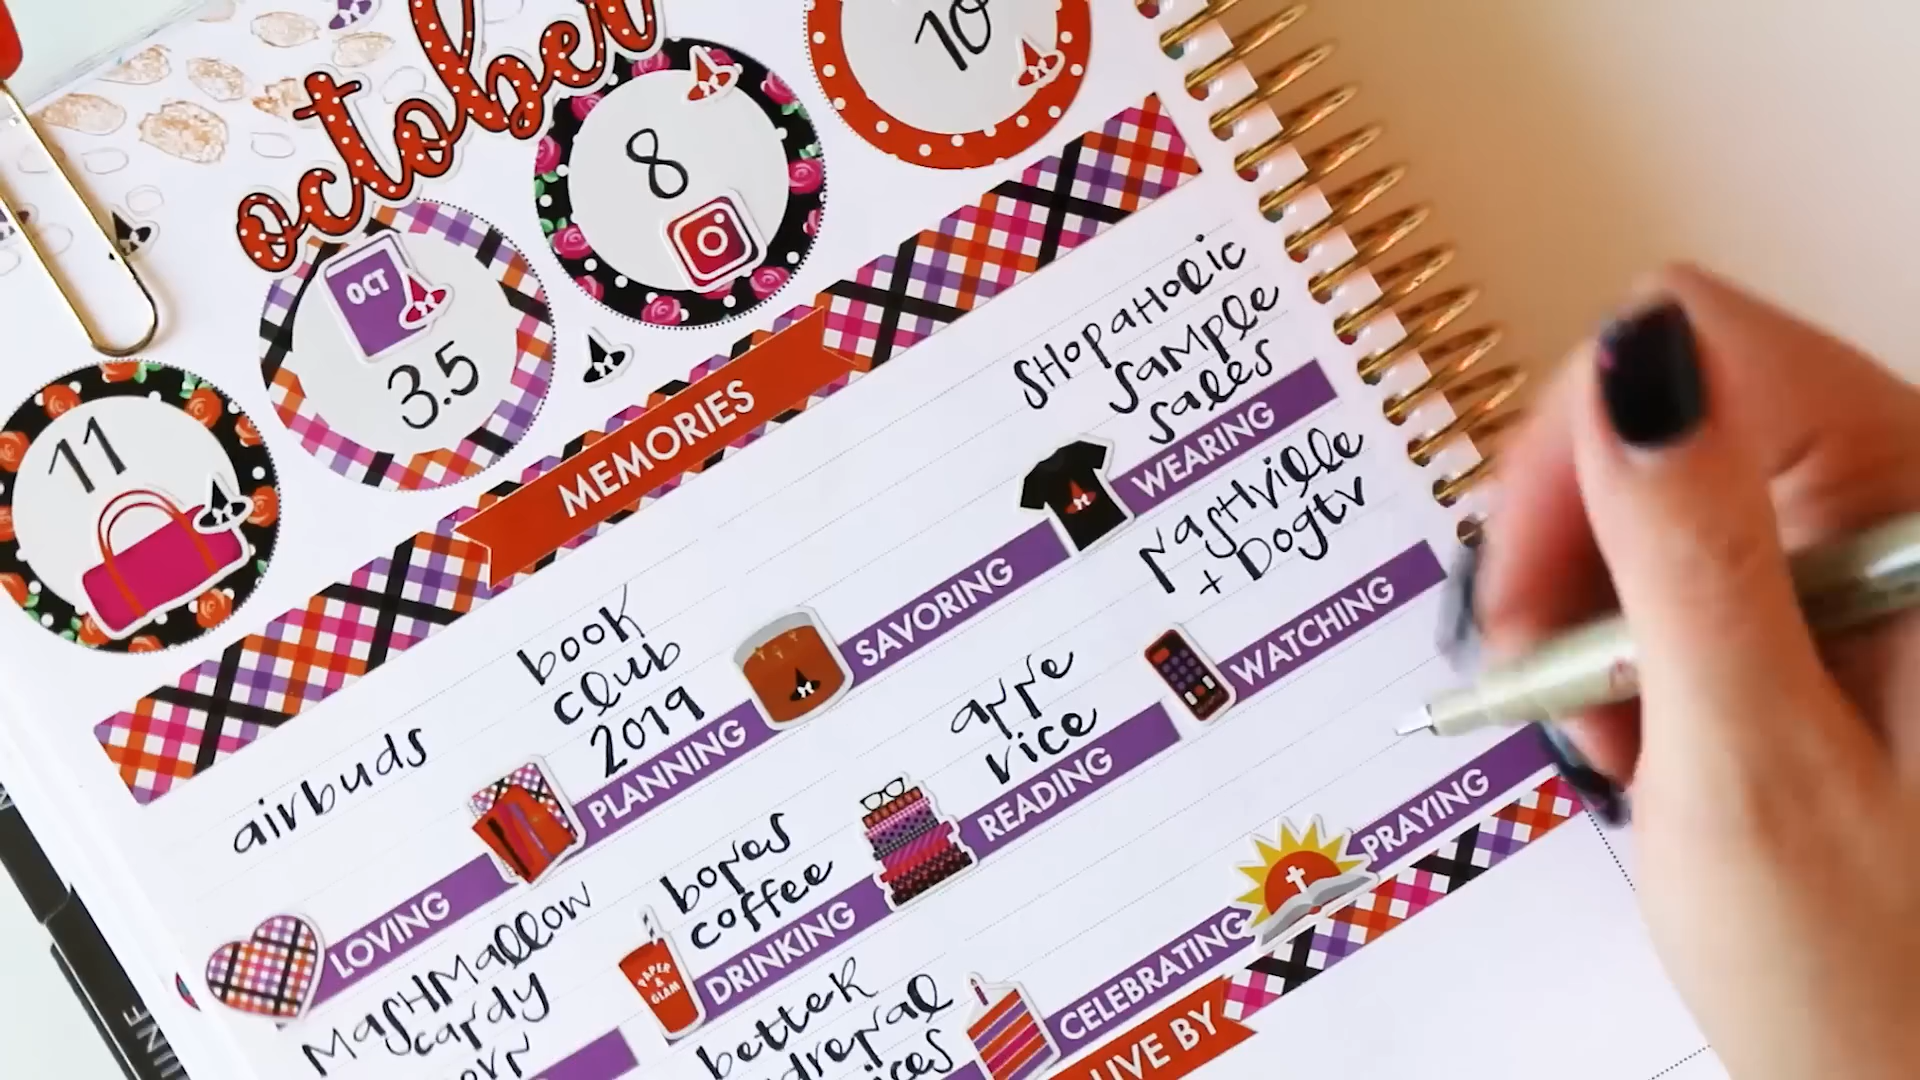 october
10
8
OCT
3.5
11
MEMORIES
airbuds
LOVING
book
club
2019
PLANNING
SAVORING
SHOPaHOlic
SaMPle
Sales
WEARING
MaSHMallow
cardy
bones
coffee
DRINKING
PAPER
&
GLAM
anne
rice
READING
NaSHville
+ Dogtv
WATCHING
betteR
CELEBRATING
PRAYING
LIVE BY